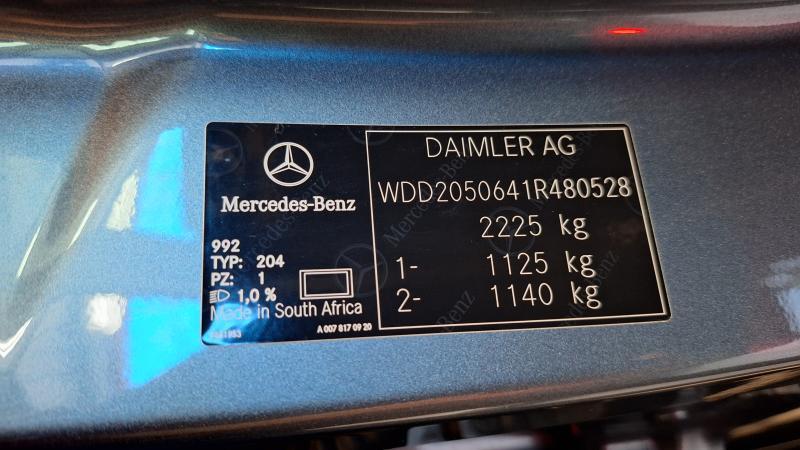 Mercedes-Benz
992
TYP: 204
PZ: 1
1,0 %
Made in South Africa
A 007 817 09 20
DAIMLER AG
WDD2050641R480528
2225 kg
1- 1125 kg
2- 1140 kg